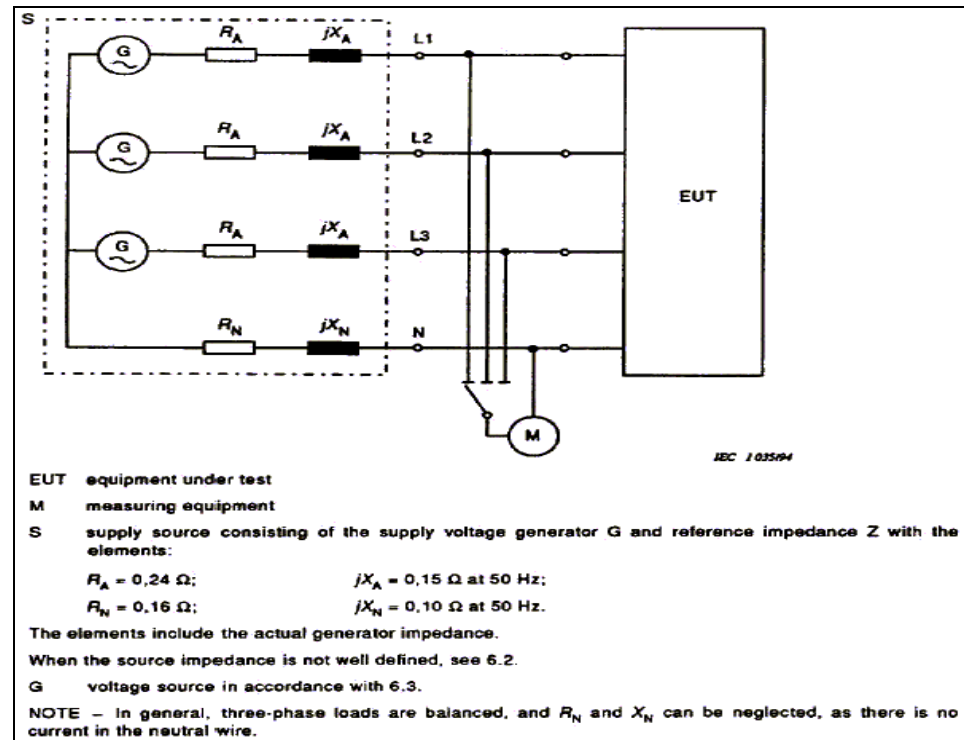 S
G
R_A
jX_A
L1
G
R_A
jX_A
L2
EUT
G
R_A
jX_A
L3
R_N
jX_N
N
M
IEC 1 035/94
EUT equipment under test
M measuring equipment
S supply source consisting of the supply voltage generator G and reference impedance Z with the
elements:
R_A = 0,24 Ω; jX_A = 0,15 Ω at 50 Hz;
R_N = 0,16 Ω; jX_N = 0,10 Ω at 50 Hz.
The elements include the actual generator impedance.
When the source impedance is not well defined, see 6.2.
G voltage source in accordance with 6.3.
NOTE – In general, three-phase loads are balanced, and R_N and X_N can be neglected, as there is no
current in the neutral wire.